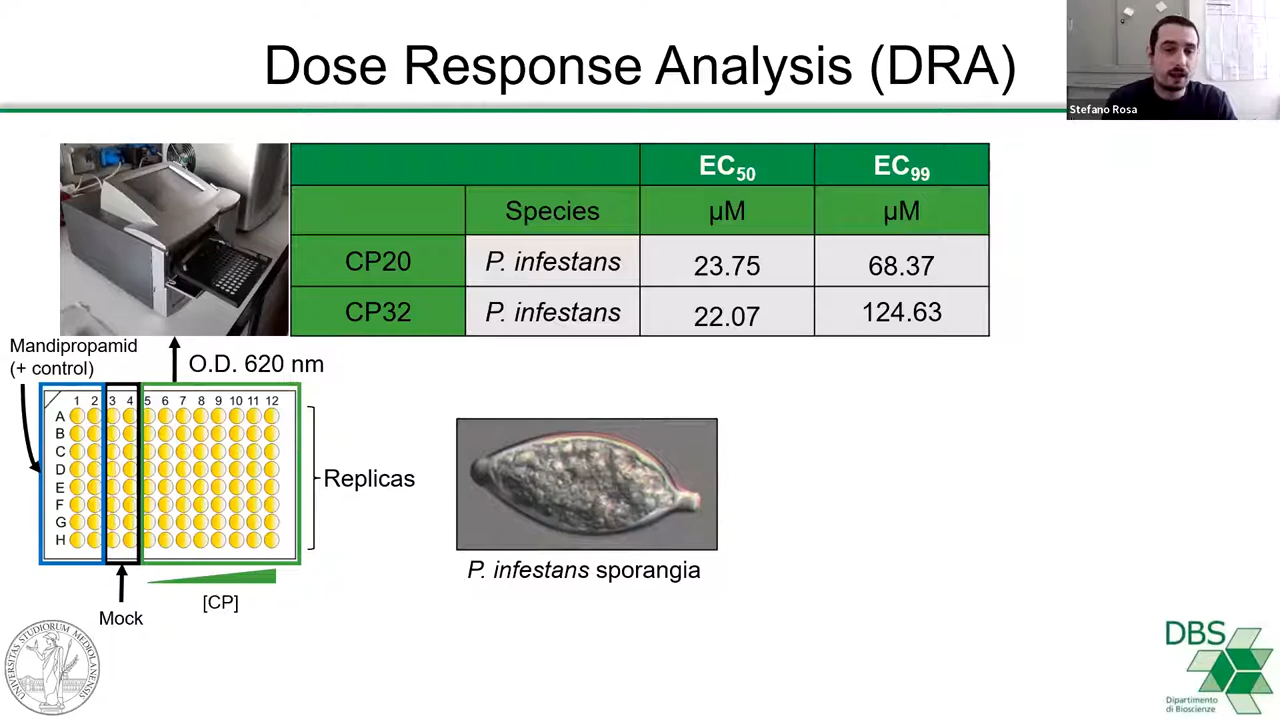 Dose Response Analysis (DRA)
Stefano Rosa
EC50 EC99
Species µM µM
CP20 P. infestans 23.75 68.37
CP32 P. infestans 22.07 124.63
Mandipropamid
(+ control)
O.D. 620 nm
1 2 3 4 5 6 7 8 9 10 11 12
A
B
C
D
E
F
G
H
Replicas
P. infestans sporangia
[CP]
Mock
UNIVERSITAS STUDIORUM MEDIOLANENSIS
DBS
Dipartimento
di Bioscienze